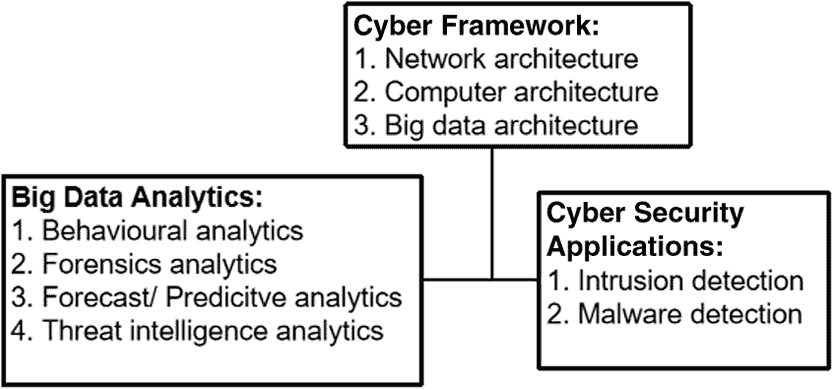 Cyber Framework:
1. Network architecture
2. Computer architecture
3. Big data architecture
Big Data Analytics:
1. Behavioural analytics
2. Forensics analytics
3. Forecast/ Predicitve analytics
4. Threat intelligence analytics
Cyber Security
Applications:
1. Intrusion detection
2. Malware detection